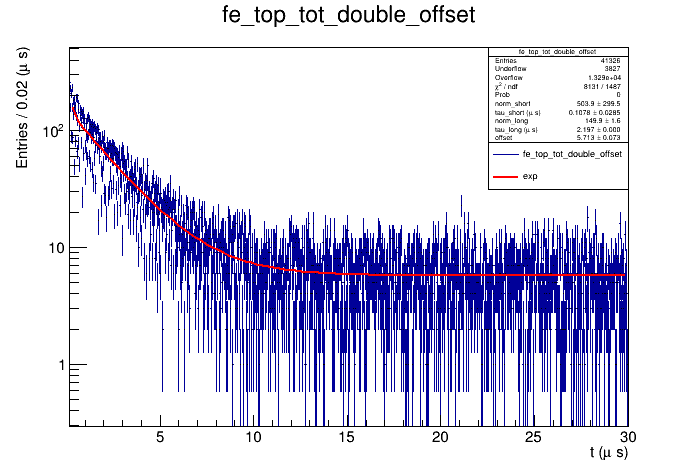 fe_top_tot_double_offset
Entries / 0.02 (μ s)
fe_top_tot_double_offset
Entries 41326
Underflow 3827
Overflow 1.329e+04
χ² / ndf 8131 / 1487
Prob 0
norm_short 503.9 ± 299.5
tau_short (μ s) 0.1078 ± 0.0285
norm_long 149.9 ± 1.6
tau_long (μ s) 2.197 ± 0.000
offset 5.713 ± 0.073
fe_top_tot_double_offset
exp
10²
10
1
5 10 15 20 25 30
t (μ s)